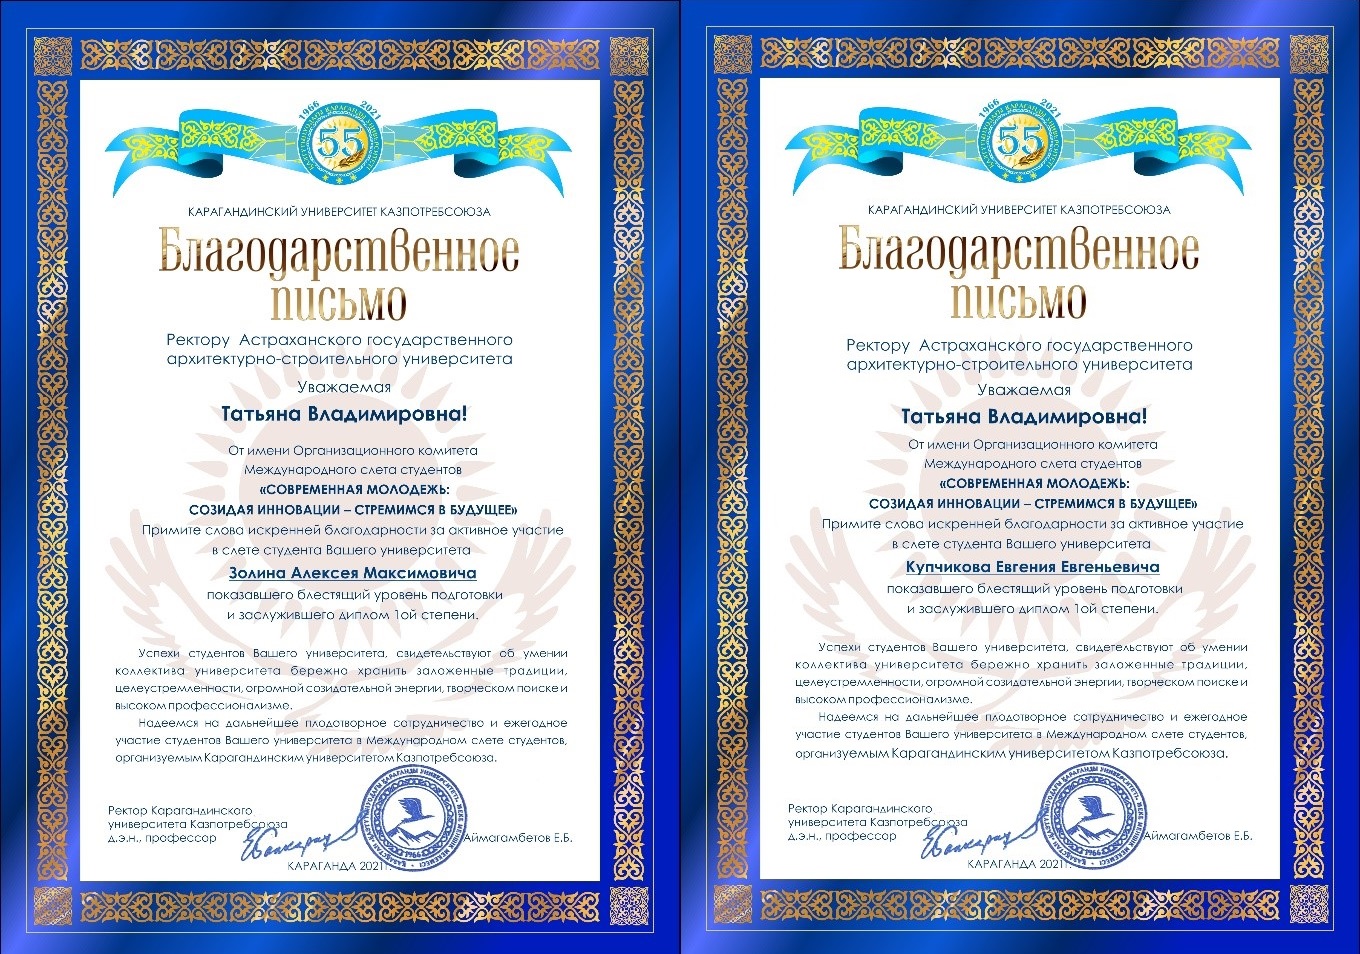 1966 2021
55
КАРАГАНДИНСКИЙ УНИВЕРСИТЕТ КАЗПОТРЕБСОЮЗА
Благодарственное
письмо
Ректору Астраханского государственного
архитектурно-строительного университета
Уважаемая
Татьяна Владимировна!
От имени Организационного комитета
Международного слета студентов
«СОВРЕМЕННАЯ МОЛОДЕЖЬ:
СОЗИДАЯ ИННОВАЦИИ – СТРЕМИМСЯ В БУДУЩЕЕ»
Примите слова искренней благодарности за активное участие
в слете студента Вашего университета
Золина Алексея Максимовича
показавшего блестящий уровень подготовки
и заслужившего диплом 1ой степени.
Успехи студентов Вашего университета, свидетельствуют об умении
коллектива университета бережно хранить заложенные традиции,
целеустремленности, огромной созидательной энергии, творческом поиске и
высоком профессионализме.
Надеемся на дальнейшее плодотворное сотрудничество и ежегодное
участие студентов Вашего университета в Международном слете студентов,
организуемым Карагандинским университетом Казпотребсоюза.
Ректор Карагандинского
университета Казпотребсоюза
д.э.н., профессор Аймагамбетов Е.Б.
КАРАГАНДА 2021г.
1966 2021
55
КАРАГАНДИНСКИЙ УНИВЕРСИТЕТ КАЗПОТРЕБСОЮЗА
Благодарственное
письмо
Ректору Астраханского государственного
архитектурно-строительного университета
Уважаемая
Татьяна Владимировна!
От имени Организационного комитета
Международного слета студентов
«СОВРЕМЕННАЯ МОЛОДЕЖЬ:
СОЗИДАЯ ИННОВАЦИИ – СТРЕМИМСЯ В БУДУЩЕЕ»
Примите слова искренней благодарности за активное участие
в слете студента Вашего университета
Купчикова Евгения Евгеньевича
показавшего блестящий уровень подготовки
и заслужившего диплом 1ой степени.
Успехи студентов Вашего университета, свидетельствуют об умении
коллектива университета бережно хранить заложенные традиции,
целеустремленности, огромной созидательной энергии, творческом поиске и
высоком профессионализме.
Надеемся на дальнейшее плодотворное сотрудничество и ежегодное
участие студентов Вашего университета в Международном слете студентов,
организуемым Карагандинским университетом Казпотребсоюза.
Ректор Карагандинского
университета Казпотребсоюза
д.э.н., профессор Аймагамбетов Е.Б.
КАРАГАНДА 2021г.